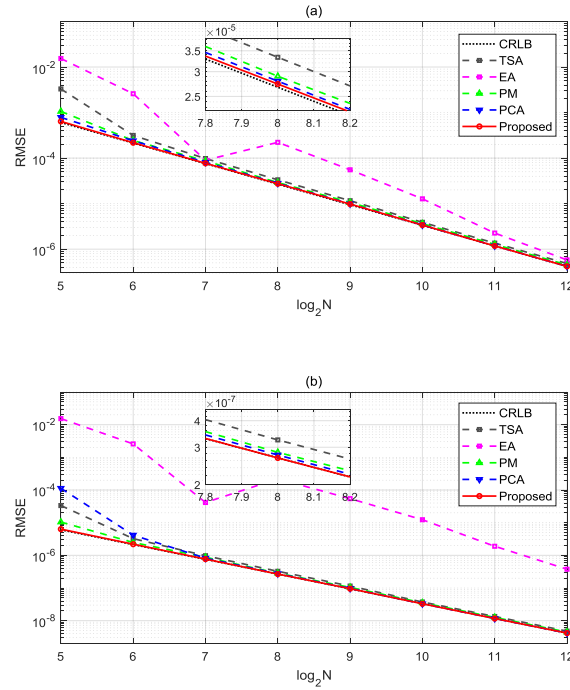 (a)
×10^-5
3.5
3
2.5
7.8 7.9 8 8.1 8.2
CRLB
TSA
EA
PM
PCA
Proposed
RMSE
10^-2
10^-4
10^-6
5 6 7 8 9 10 11 12
log_2N
(b)
×10^-7
4
3
2
7.8 7.9 8 8.1 8.2
CRLB
TSA
EA
PM
PCA
Proposed
RMSE
10^-2
10^-4
10^-6
10^-8
5 6 7 8 9 10 11 12
log_2N